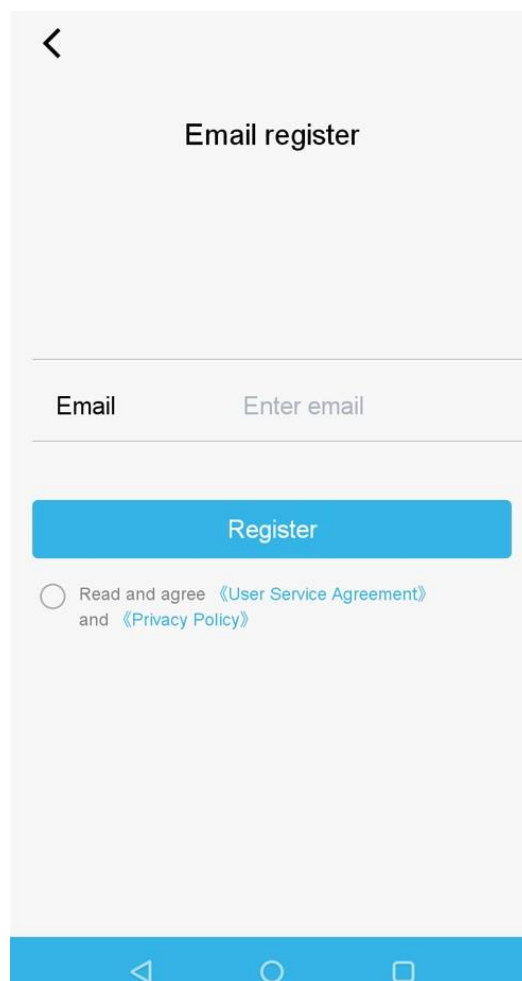 Email register
Email Enter email
Register
Read and agree 《User Service Agreement》
and 《Privacy Policy》